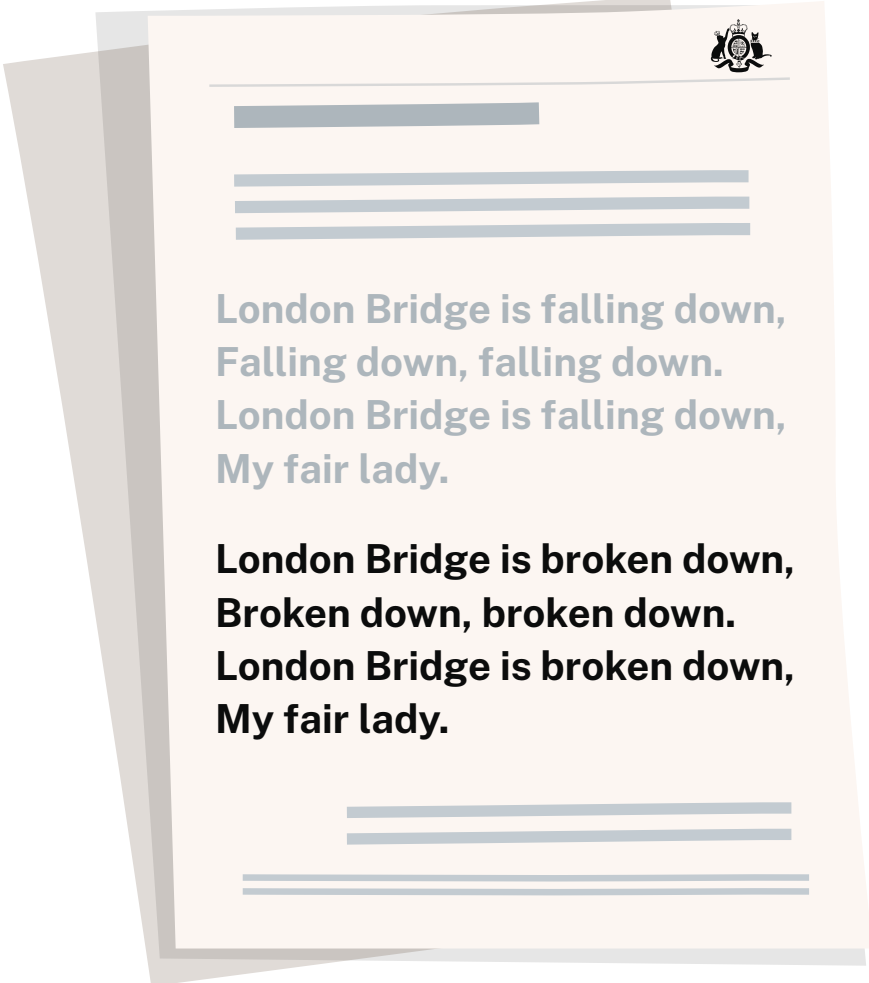 London Bridge is falling down,
Falling down, falling down.
London Bridge is falling down,
My fair lady.
London Bridge is broken down,
Broken down, broken down.
London Bridge is broken down,
My fair lady.